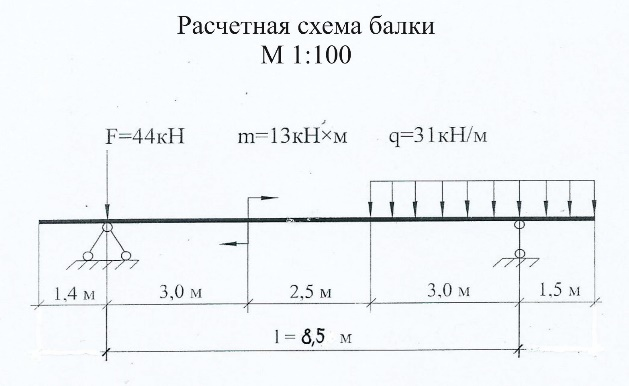 Расчетная схема балки
М 1:100
F=44кН m=13кН×м q=31кН/м
1,4 м 3,0 м 2,5 м 3,0 м 1,5 м
l = 8,5 м